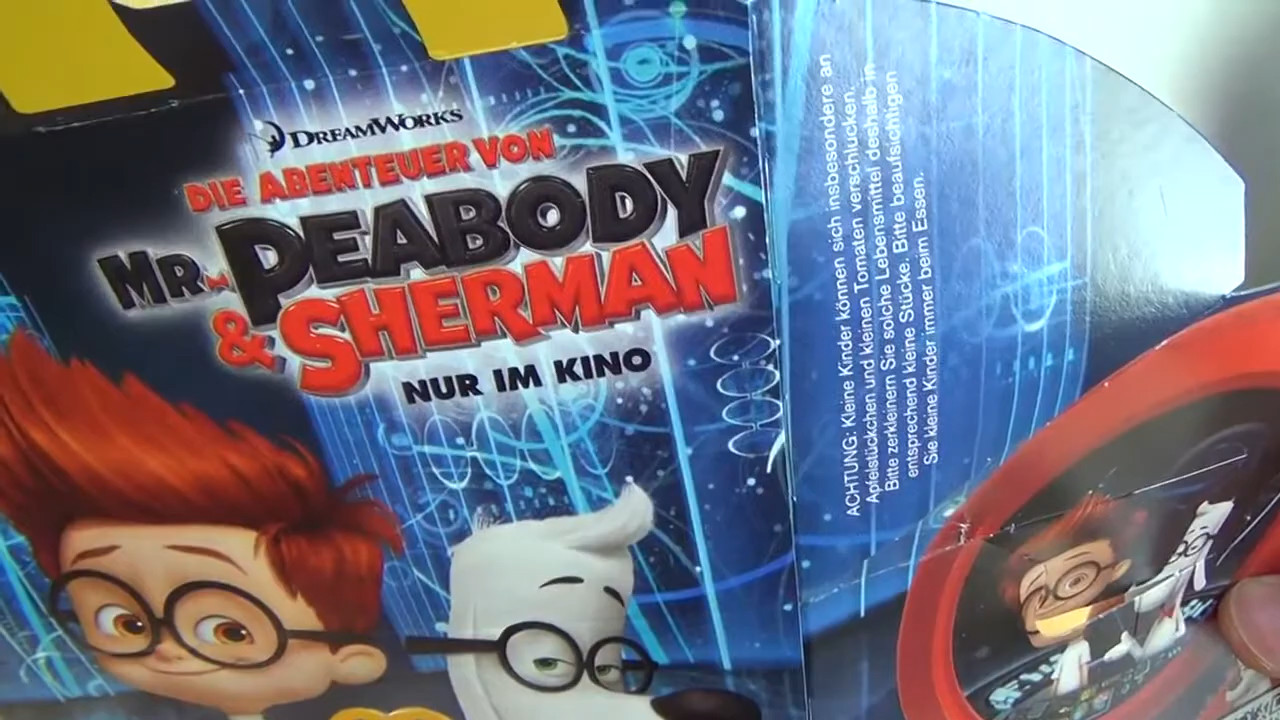 DREAMWORKS
DIE ABENTEUER VON
MR. PEABODY
& SHERMAN
NUR IM KINO
ACHTUNG: Kleine Kinder können sich insbesondere an
Apfelstückchen und kleinen Tomaten verschlucken.
Bitte zerkleinern Sie solche Lebensmittel deshalb in
entsprechend kleine Stücke. Bitte beaufsichtigen
Sie kleine Kinder immer beim Essen.